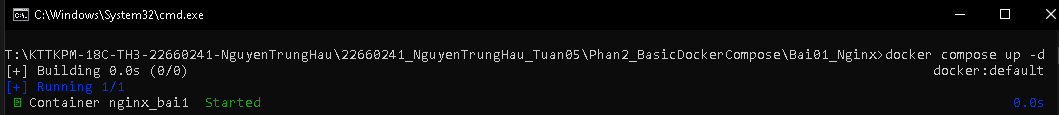 C:\Windows\System32\cmd.exe
T:\KTTKPM-18C-TH3-22660241-NguyenTrungHau\22660241_NguyenTrungHau_Tuan05\Phan2_BasicDockerCompose\Bai01_Nginx>docker compose up -d
[+] Building 0.0s (0/0) docker:default
[+] Running 1/1
Container nginx_bai1 Started 0.0s